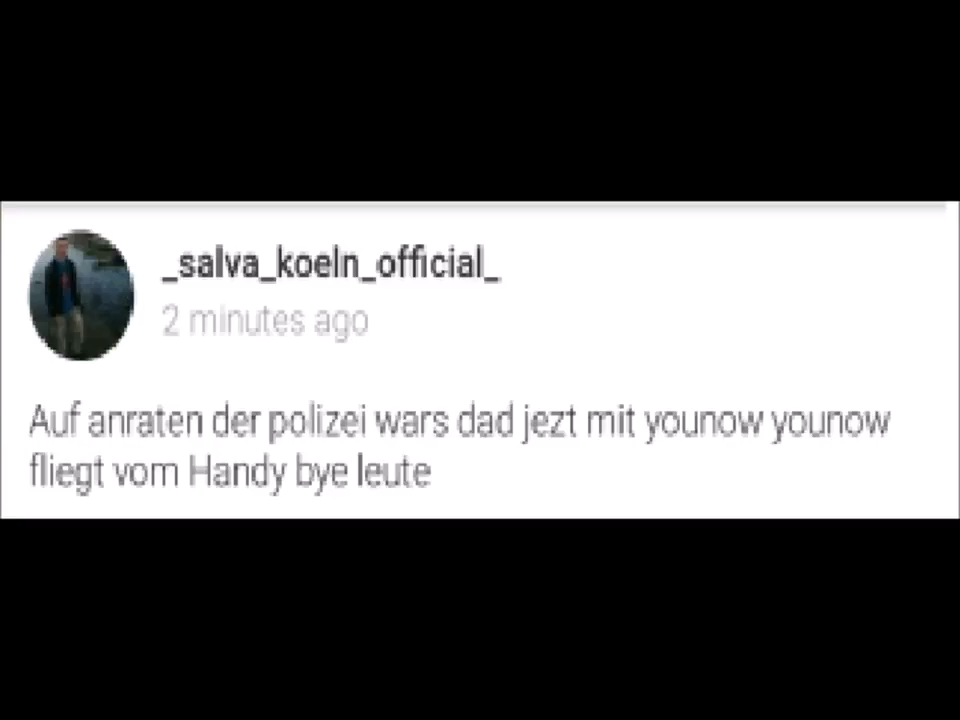 _salva_koeln_official_
2 minutes ago
Auf anraten der polizei wars dad jezt mit younow younow
fliegt vom Handy bye leute